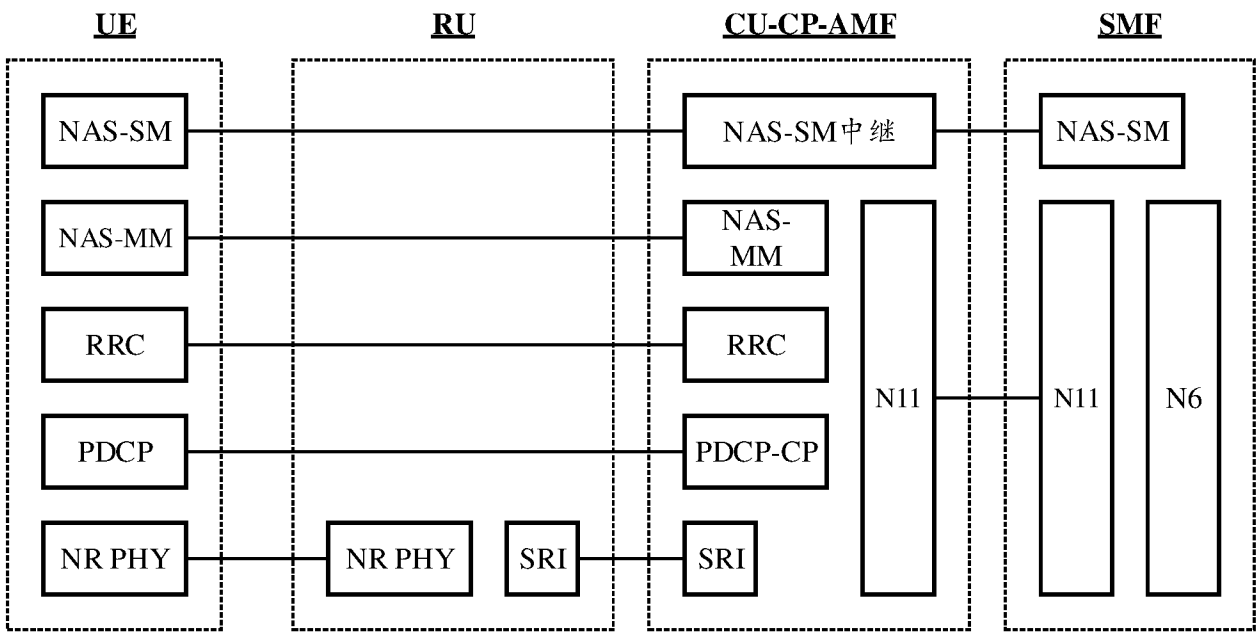 UE
RU
CU-CP-AMF
SMF
NAS-SM
NAS-SM中继
NAS-SM
NAS-MM
NAS-
MM
RRC
RRC
N11
N11
N6
PDCP
PDCP-CP
NR PHY
NR PHY
SRI
SRI